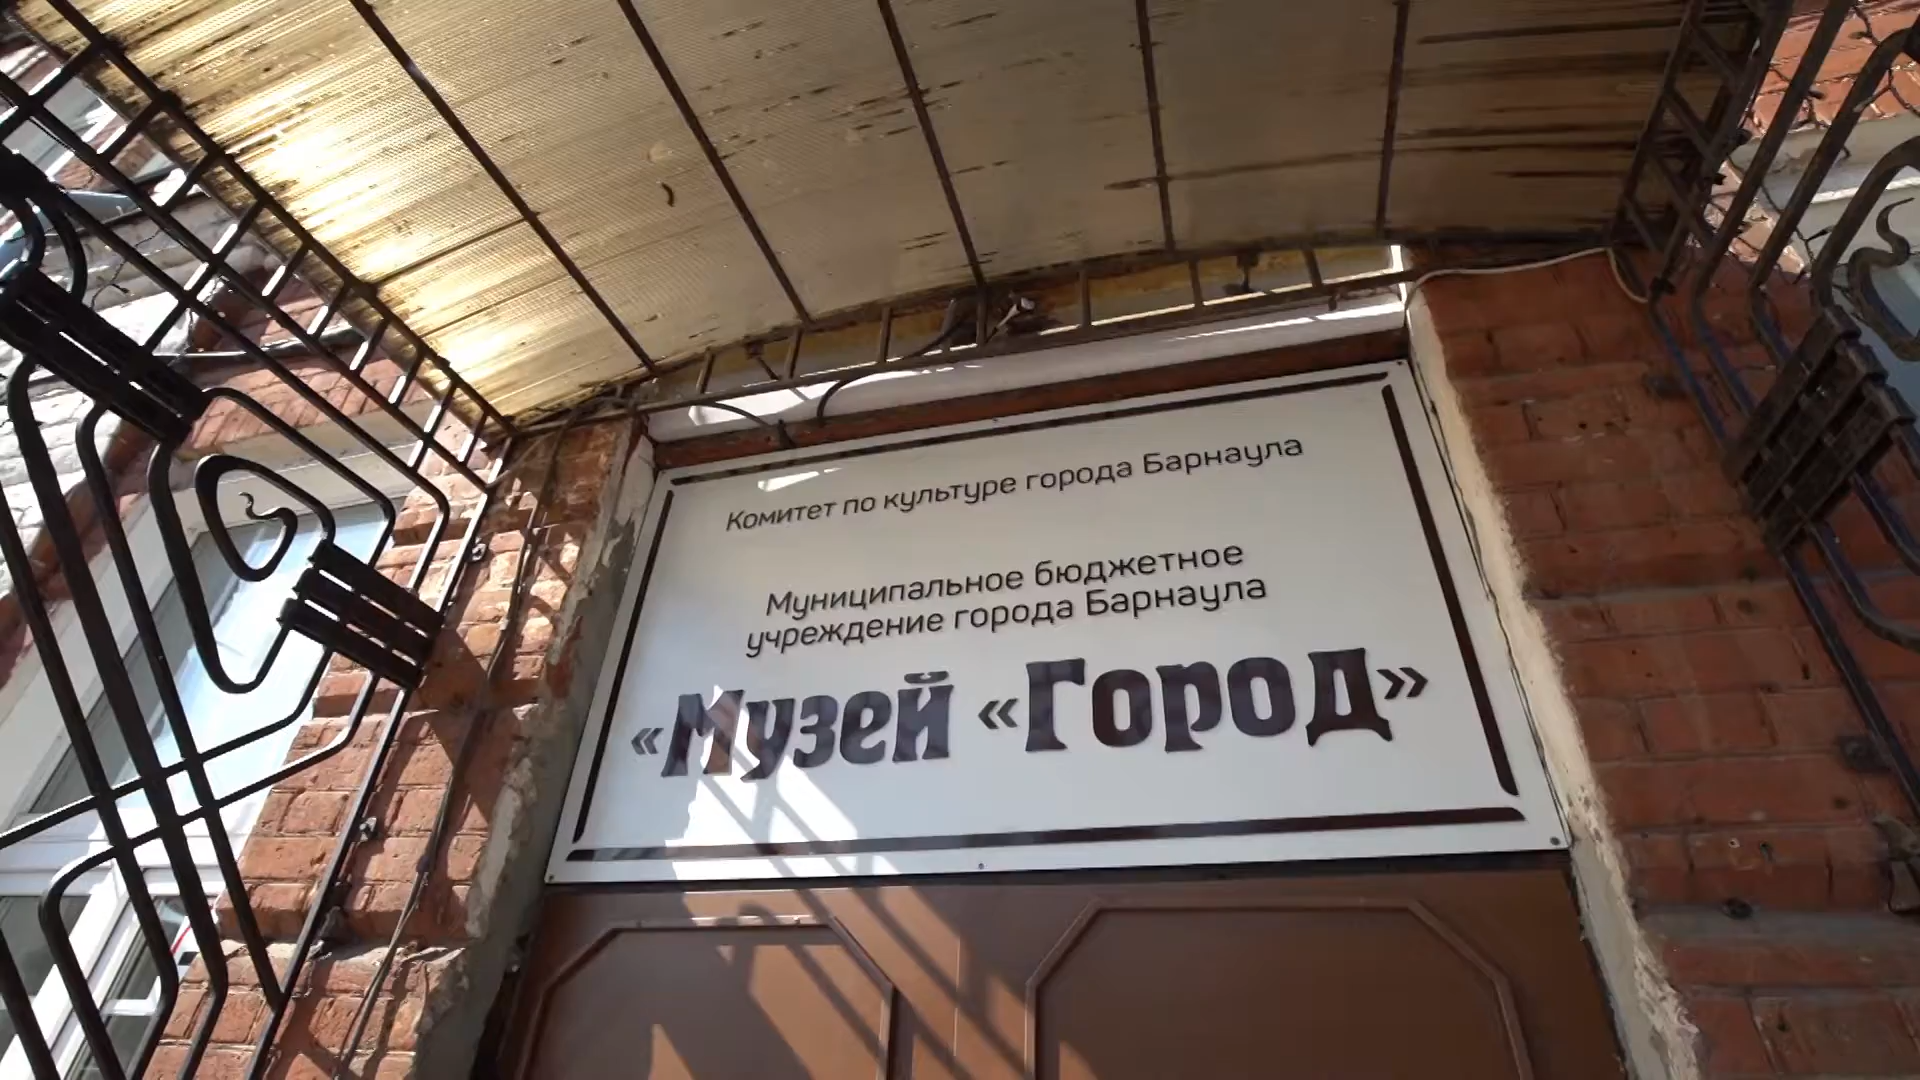 Комитет по культуре города Барнаула
Муниципальное бюджетное
учреждение города Барнаула
«Музей «Город»